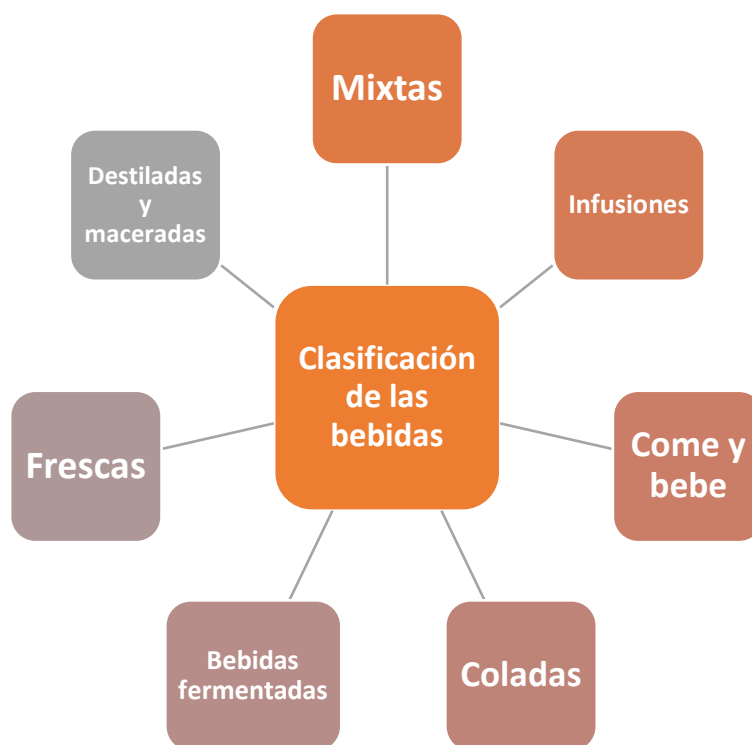 Mixtas
Destiladas
y
maceradas
Infusiones
Clasificación
de las
bebidas
Frescas
Come y
bebe
Bebidas
fermentadas
Coladas